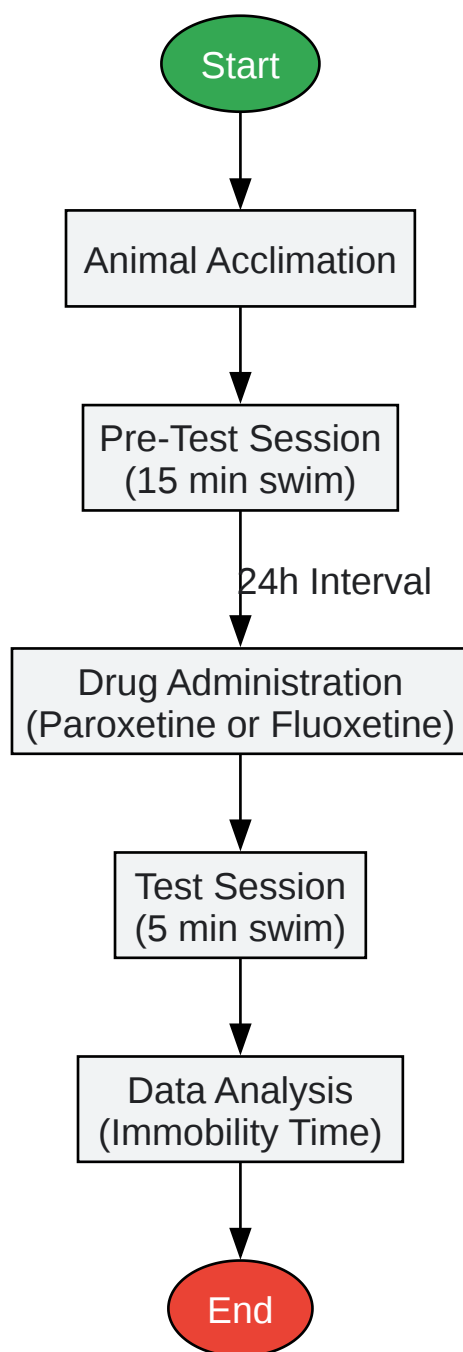 Start
Animal Acclimation
Pre-Test Session
(15 min swim)
24h Interval
Drug Administration
(Paroxetine or Fluoxetine)
Test Session
(5 min swim)
Data Analysis
(Immobility Time)
End